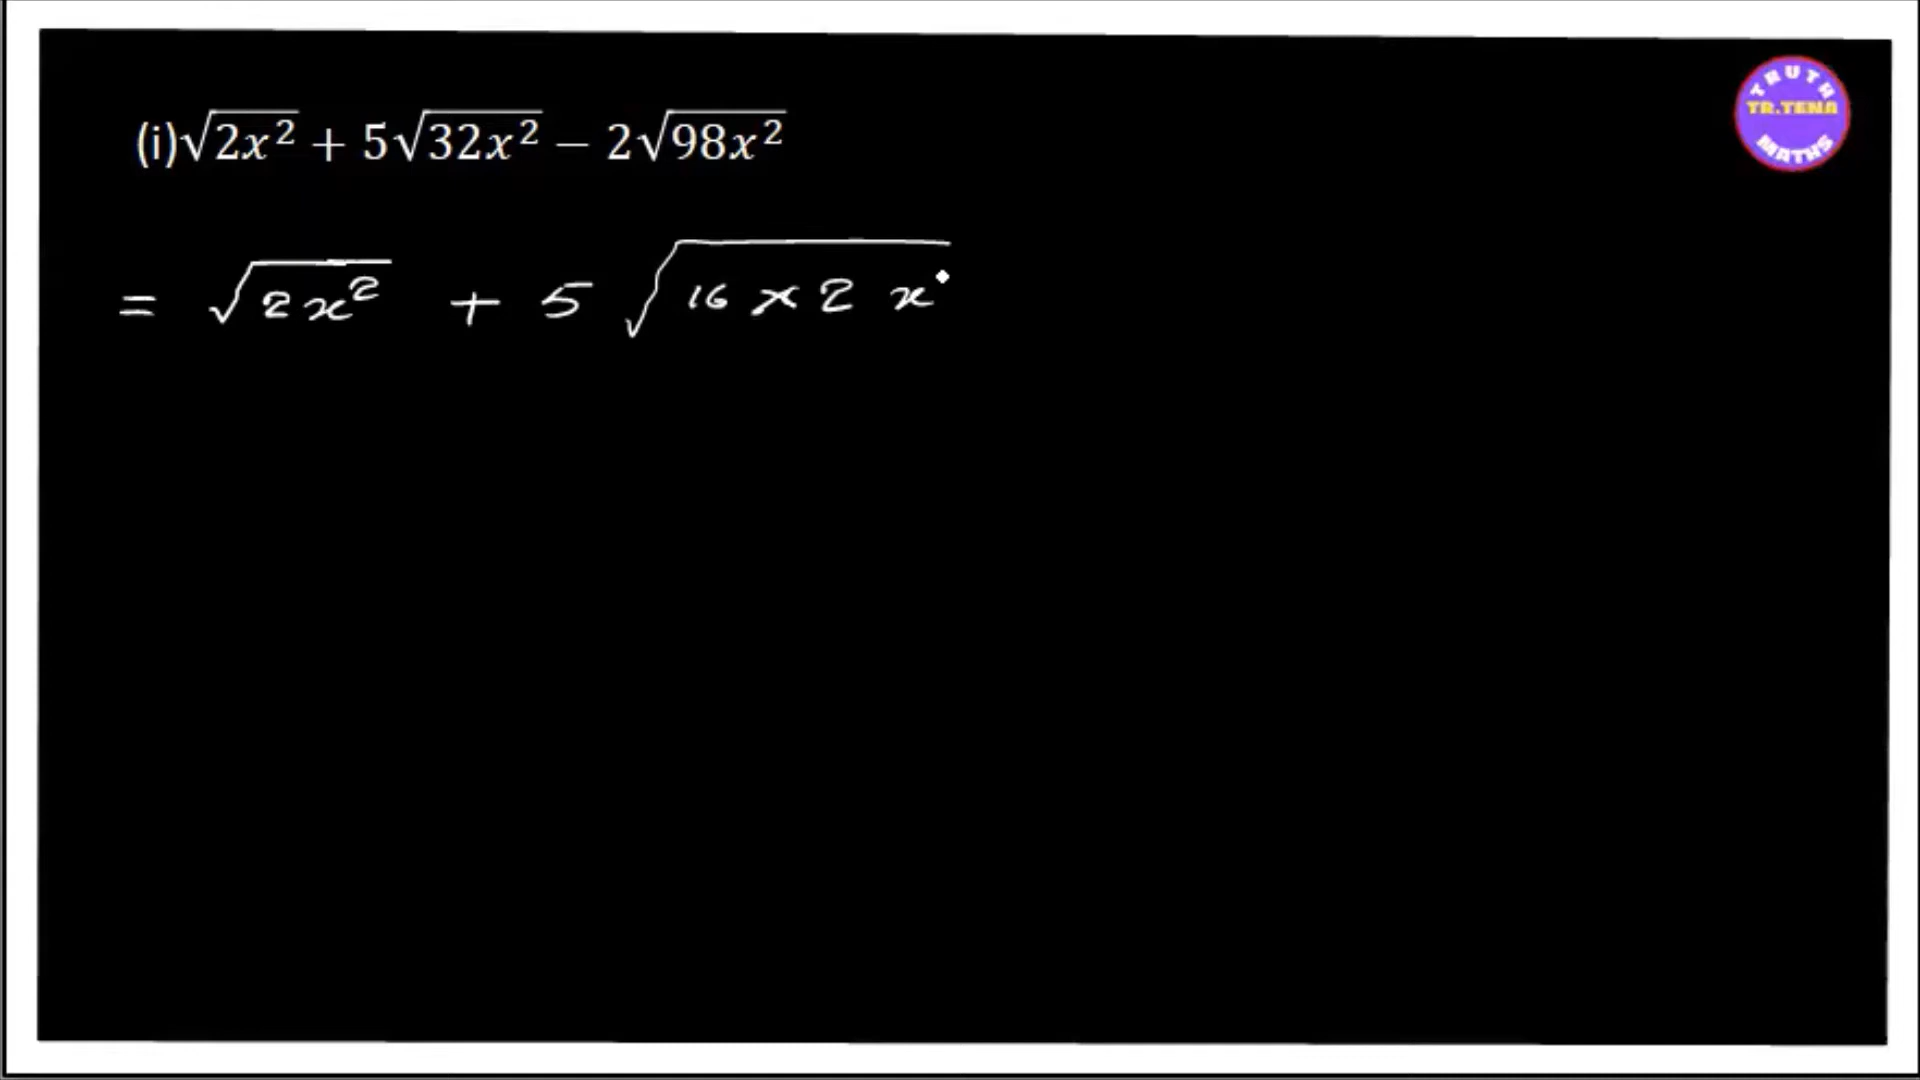 TRUTH
TR.TENA
MATHS
(i)√2x² + 5√32x² − 2√98x²
= √2x² + 5 √16 × 2 x